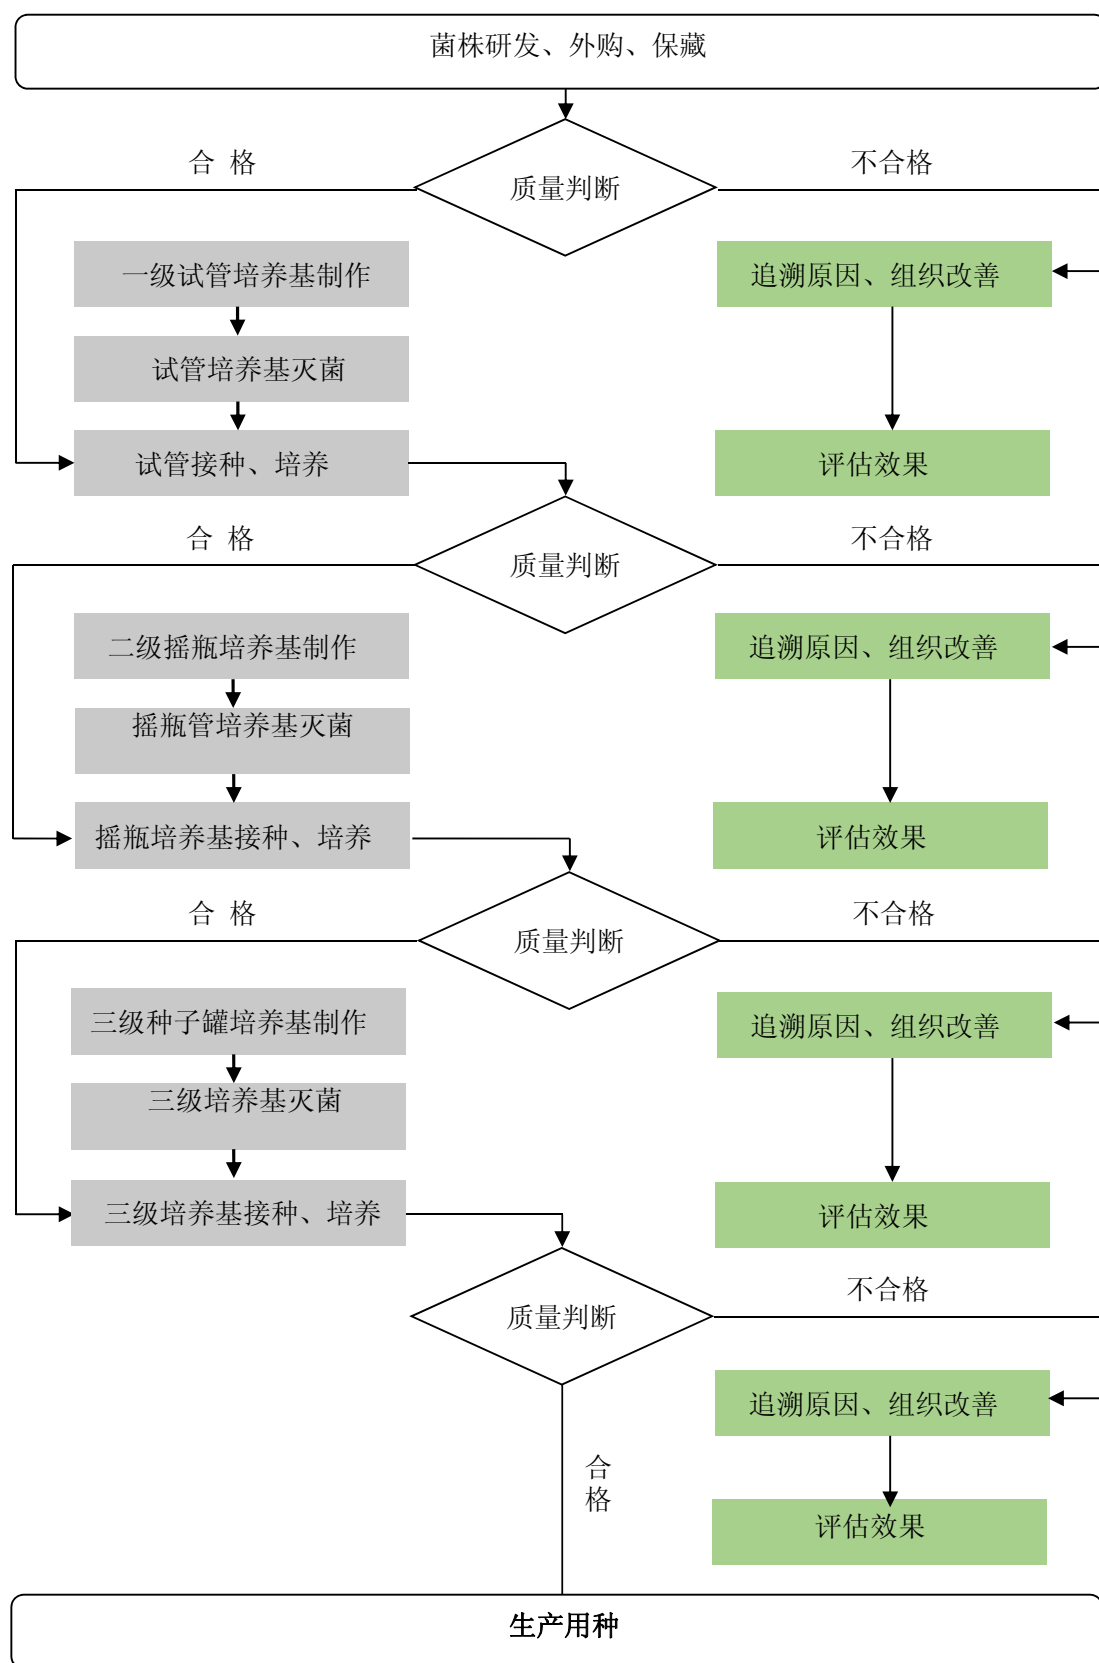 菌株研发、外购、保藏
合 格
不合格
质量判断
一级试管培养基制作
追溯原因、组织改善
试管培养基灭菌
试管接种、培养
评估效果
合 格
不合格
质量判断
二级摇瓶培养基制作
追溯原因、组织改善
摇瓶管培养基灭菌
摇瓶培养基接种、培养
评估效果
合 格
不合格
质量判断
三级种子罐培养基制作
追溯原因、组织改善
三级培养基灭菌
三级培养基接种、培养
评估效果
不合格
质量判断
追溯原因、组织改善
合
格
评估效果
生产用种